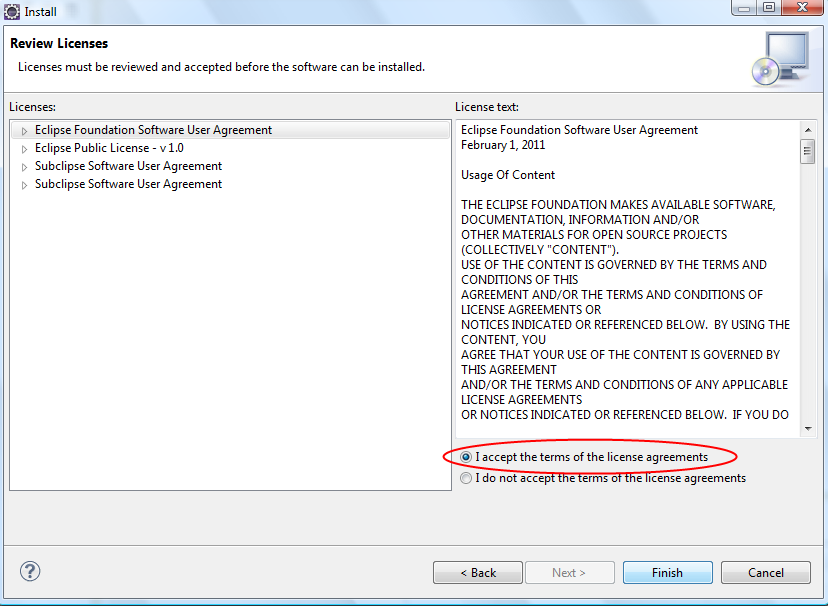 Install
Review Licenses
Licenses must be reviewed and accepted before the software can be installed.
Licenses:
Eclipse Foundation Software User Agreement
Eclipse Public License - v 1.0
Subclipse Software User Agreement
Subclipse Software User Agreement
License text:
Eclipse Foundation Software User Agreement
February 1, 2011
Usage Of Content
THE ECLIPSE FOUNDATION MAKES AVAILABLE SOFTWARE,
DOCUMENTATION, INFORMATION AND/OR
OTHER MATERIALS FOR OPEN SOURCE PROJECTS
(COLLECTIVELY "CONTENT").
USE OF THE CONTENT IS GOVERNED BY THE TERMS AND
CONDITIONS OF THIS
AGREEMENT AND/OR THE TERMS AND CONDITIONS OF
LICENSE AGREEMENTS OR
NOTICES INDICATED OR REFERENCED BELOW.  BY USING THE
CONTENT, YOU
AGREE THAT YOUR USE OF THE CONTENT IS GOVERNED BY
THIS AGREEMENT
AND/OR THE TERMS AND CONDITIONS OF ANY APPLICABLE
LICENSE AGREEMENTS
OR NOTICES INDICATED OR REFERENCED BELOW.  IF YOU DO
I accept the terms of the license agreements
I do not accept the terms of the license agreements
?
< Back
Next >
Finish
Cancel